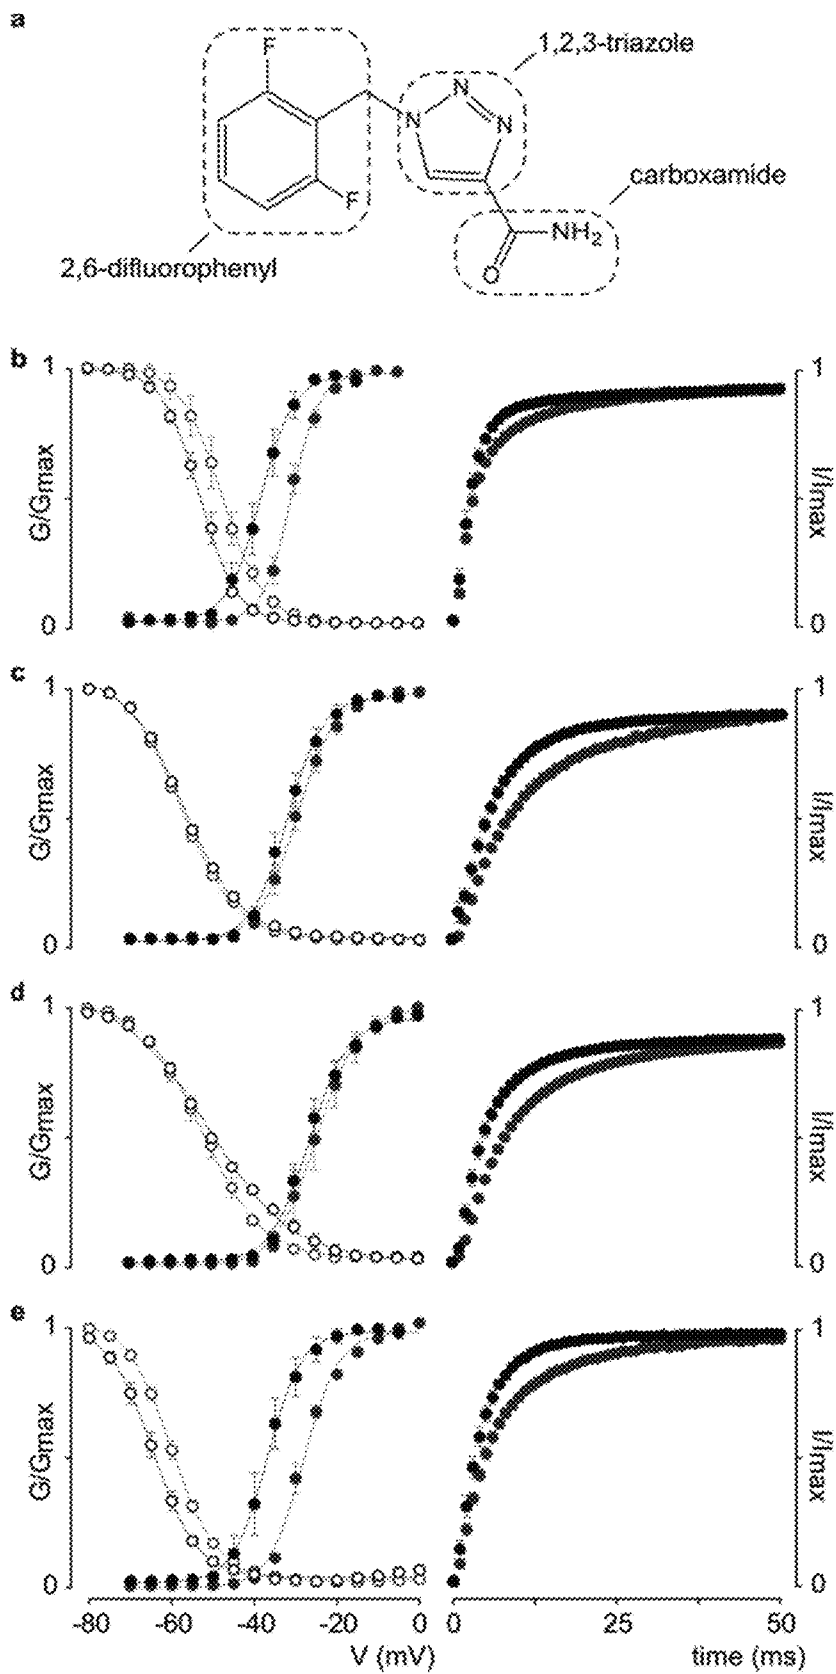 a
F
1,2,3-triazole
N
N
N
F
carboxamide
NH2
O
2,6-difluorophenyl
b
1
G/Gmax
0
1
I/Imax
0
c
1
G/Gmax
0
1
I/Imax
0
d
1
G/Gmax
0
1
I/Imax
0
e
1
G/Gmax
0
1
I/Imax
0
-80 -60 -40 -20 0 0 25 50
V (mV) time (ms)